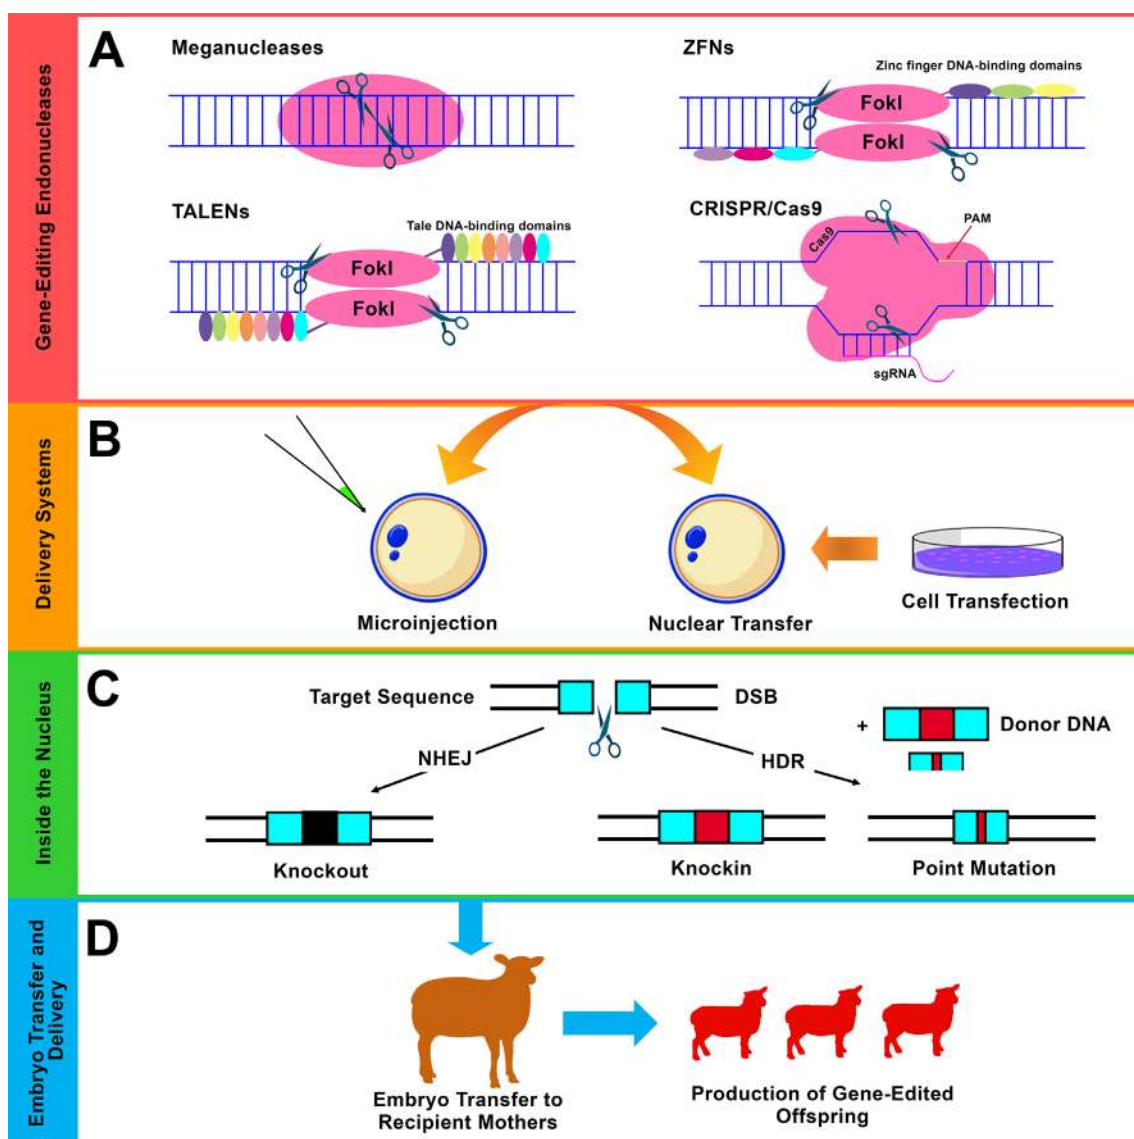 Gene-Editing Endonucleases
A
Meganucleases
ZFNs
Zinc finger DNA-binding domains
FokI
FokI
TALENs
Tale DNA-binding domains
FokI
FokI
CRISPR/Cas9
Cas9
PAM
sgRNA
Delivery Systems
B
Microinjection
Nuclear Transfer
Cell Transfection
Inside the Nucleus
C
Target Sequence
DSB
+
Donor DNA
NHEJ
HDR
Knockout
Knockin
Point Mutation
Embryo Transfer and
Delivery
D
Embryo Transfer to
Recipient Mothers
Production of Gene-Edited
Offspring